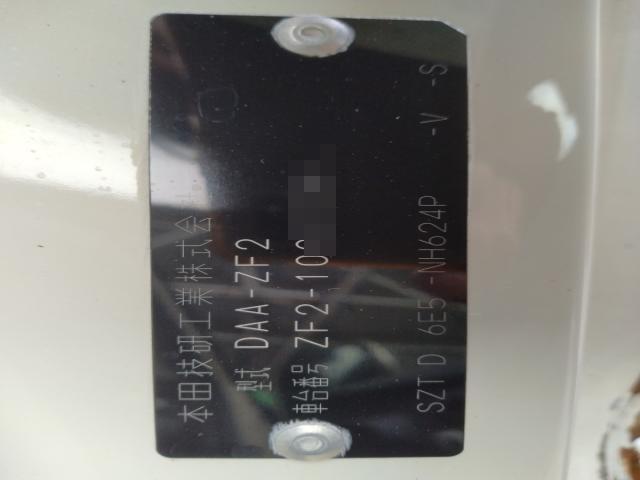 本田技研工業株式会
型式 DAA-ZF2
車台番号 ZF2-10
SZT D 6E5 -NH624P -V -S